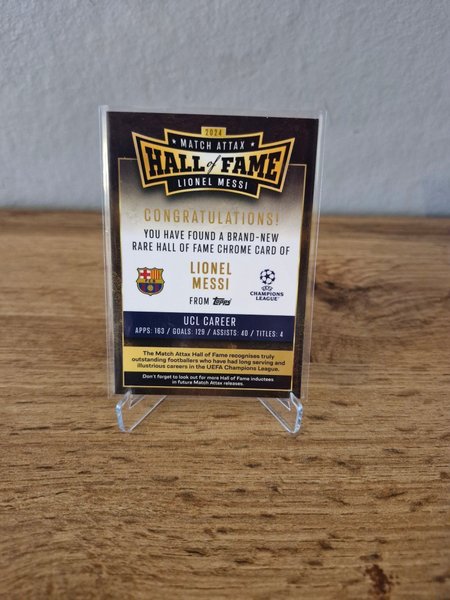 2024
★ MATCH ATTAX ★
HALL of FAME
LIONEL MESSI
CONGRATULATIONS!
YOU HAVE FOUND A BRAND-NEW
RARE HALL OF FAME CHROME CARD OF
LIONEL
MESSI
FROM Topps
FCB
UEFA
CHAMPIONS
LEAGUE
UCL CAREER
APPS: 163 / GOALS: 129 / ASSISTS: 40 / TITLES: 4
The Match Attax Hall of Fame recognises truly
outstanding footballers who have had long serving and
illustrious careers in the UEFA Champions League.
Don't forget to look out for more Hall of Fame inductees
in future Match Attax releases.